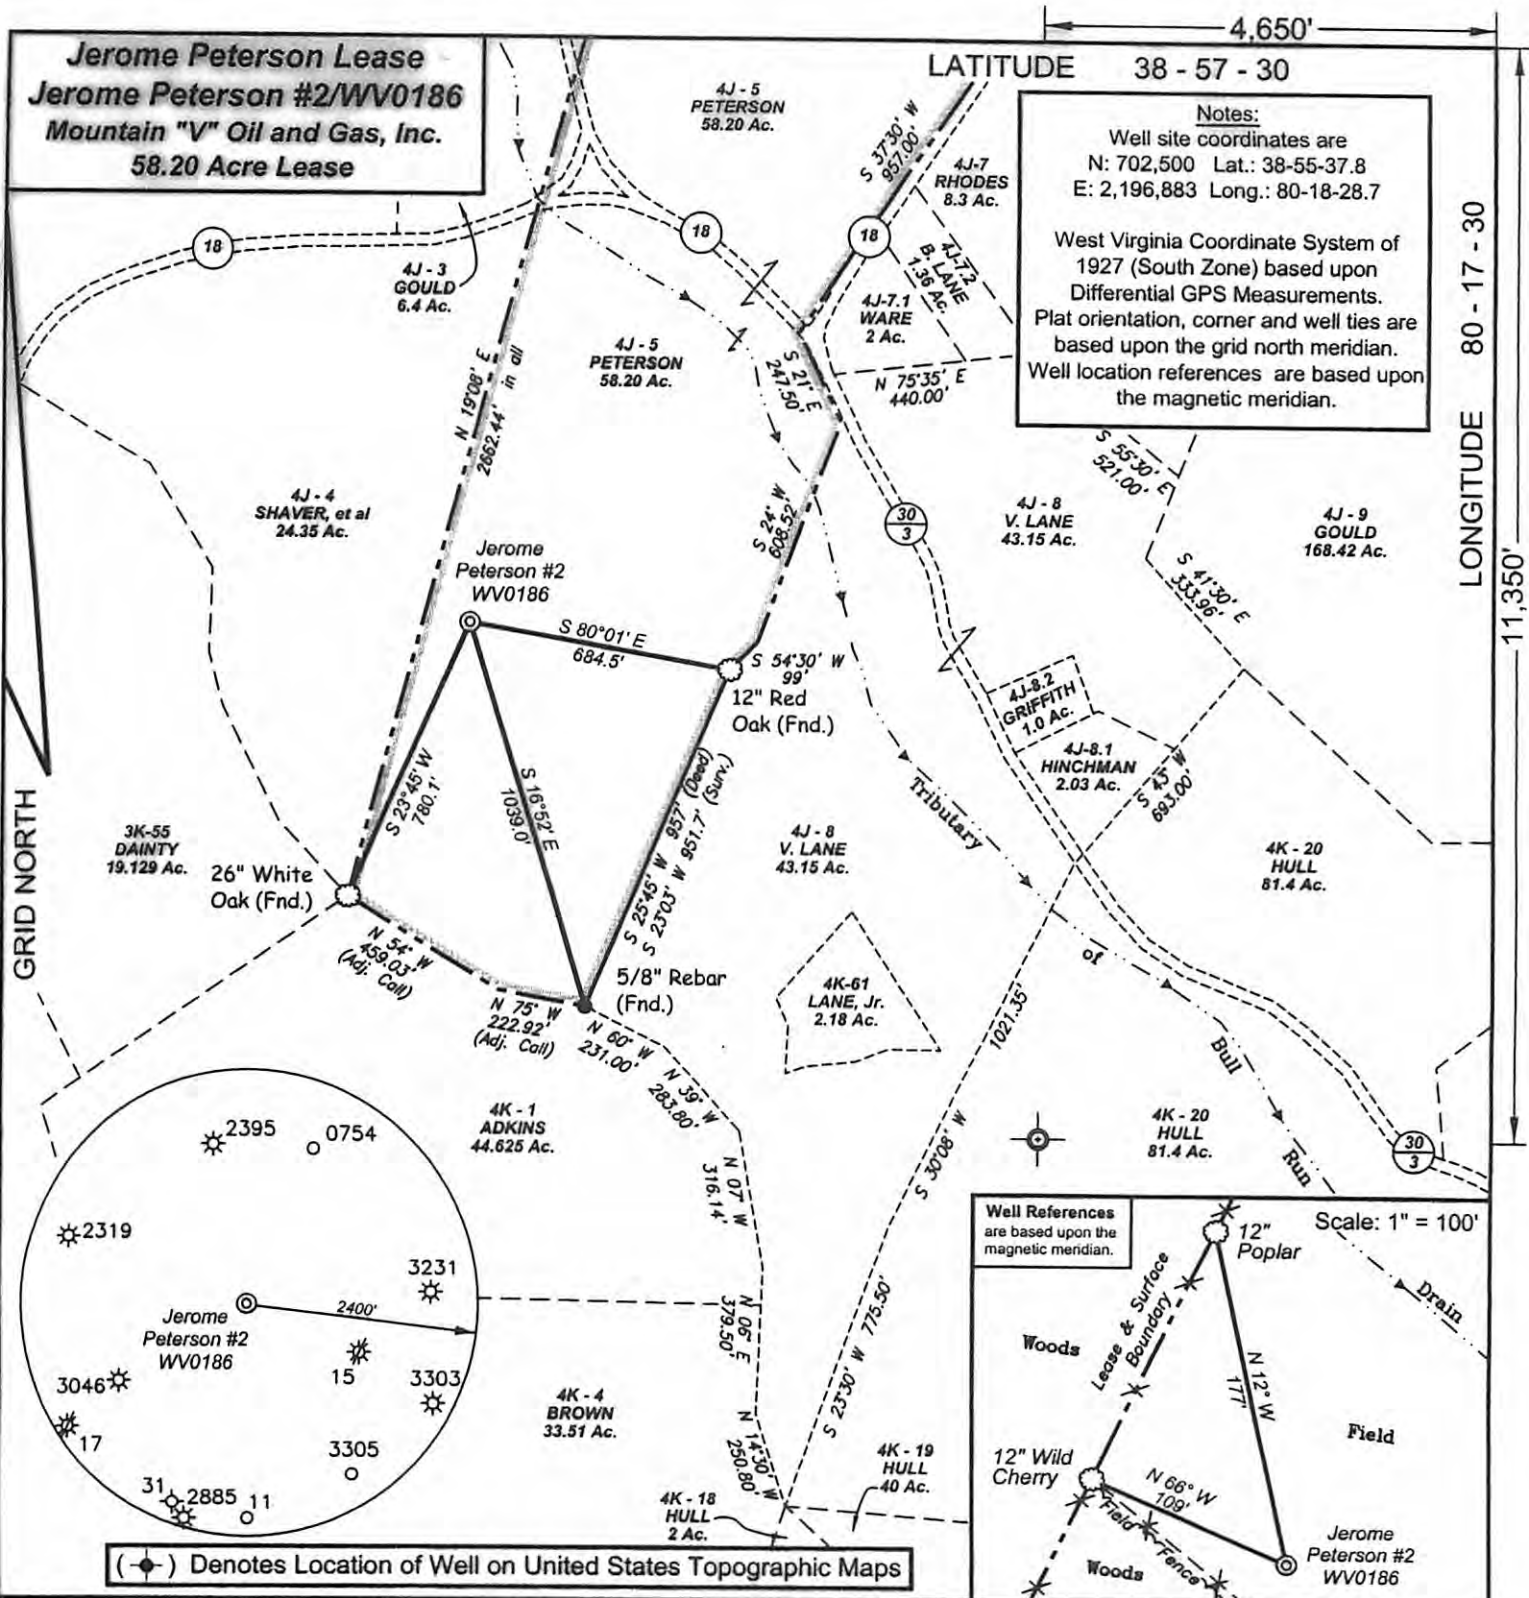 4,650'
Jerome Peterson Lease
Jerome Peterson #2/WV0186
Mountain "V" Oil and Gas, Inc.
58.20 Acre Lease
LATITUDE 38 - 57 - 30
Notes:
Well site coordinates are
N: 702,500 Lat.: 38-55-37.8
E: 2,196,883 Long.: 80-18-28.7
West Virginia Coordinate System of
1927 (South Zone) based upon
Differential GPS Measurements.
Plat orientation, corner and well ties are
based upon the grid north meridian.
Well location references are based upon
the magnetic meridian.
LONGITUDE 80 - 17 - 30
11,350'
4J - 5
PETERSON
58.20 Ac.
S 37°30' W
957.00'
4J-7
RHODES
8.3 Ac.
18
18
18
4J-7.2
B. LANE
1.36 Ac.
4J - 3
GOULD
6.4 Ac.
4J-7.1
WARE
2 Ac.
N 19°08' E
2662.44' in all
4J - 5
PETERSON
58.20 Ac.
S 21° E
247.50'
N 75°35' E
440.00'
S 55°30' E
521.00'
4J - 4
SHAVER, et al
24.35 Ac.
S 24° W
608.52'
30
3
4J - 8
V. LANE
43.15 Ac.
4J - 9
GOULD
168.42 Ac.
S 41°30' E
333.96'
Jerome
Peterson #2
WV0186
S 80°01' E
684.5'
S 54°30' W
99'
12" Red
Oak (Fnd.)
4J-8.2
GRIFFITH
1.0 Ac.
4J-8.1
HINCHMAN
2.03 Ac.
S 43° W
693.00'
S 23°45' W
780.1'
S 16°52' E
1039.0'
S 25°45' W 957' (Deed)
S 23°03' W 951.7' (Surv.)
GRID NORTH
3K-55
DAINTY
19.129 Ac.
26" White
Oak (Fnd.)
4J - 8
V. LANE
43.15 Ac.
Tributary
of
Bull
Run
Drain
4K - 20
HULL
81.4 Ac.
N 54° W
459.03'
(Adj. Call)
N 75° W
222.92'
(Adj. Call)
5/8" Rebar
(Fnd.)
N 60° W
231.00'
N 39° W
283.80'
4K-61
LANE, Jr.
2.18 Ac.
1021.35'
S 30°08' W
4K - 1
ADKINS
44.625 Ac.
N 07° W
316.14'
4K - 20
HULL
81.4 Ac.
30
3
2395
0754
2319
3231
Jerome
Peterson #2
WV0186
2400'
15
3046
3303
17
3305
31
2885
11
N 06° E
379.50'
S 23°30' W 775.50'
4K - 4
BROWN
33.51 Ac.
N 14°30' W
250.80'
4K - 18
HULL
2 Ac.
4K - 19
HULL
40 Ac.
Well References
are based upon the
magnetic meridian.
Scale: 1" = 100'
12"
Poplar
Lease & Surface
Boundary
Woods
N 12° W
177'
Field
12" Wild
Cherry
N 66° W
109'
Field Fence
Woods
Jerome
Peterson #2
WV0186
( ) Denotes Location of Well on United States Topographic Maps